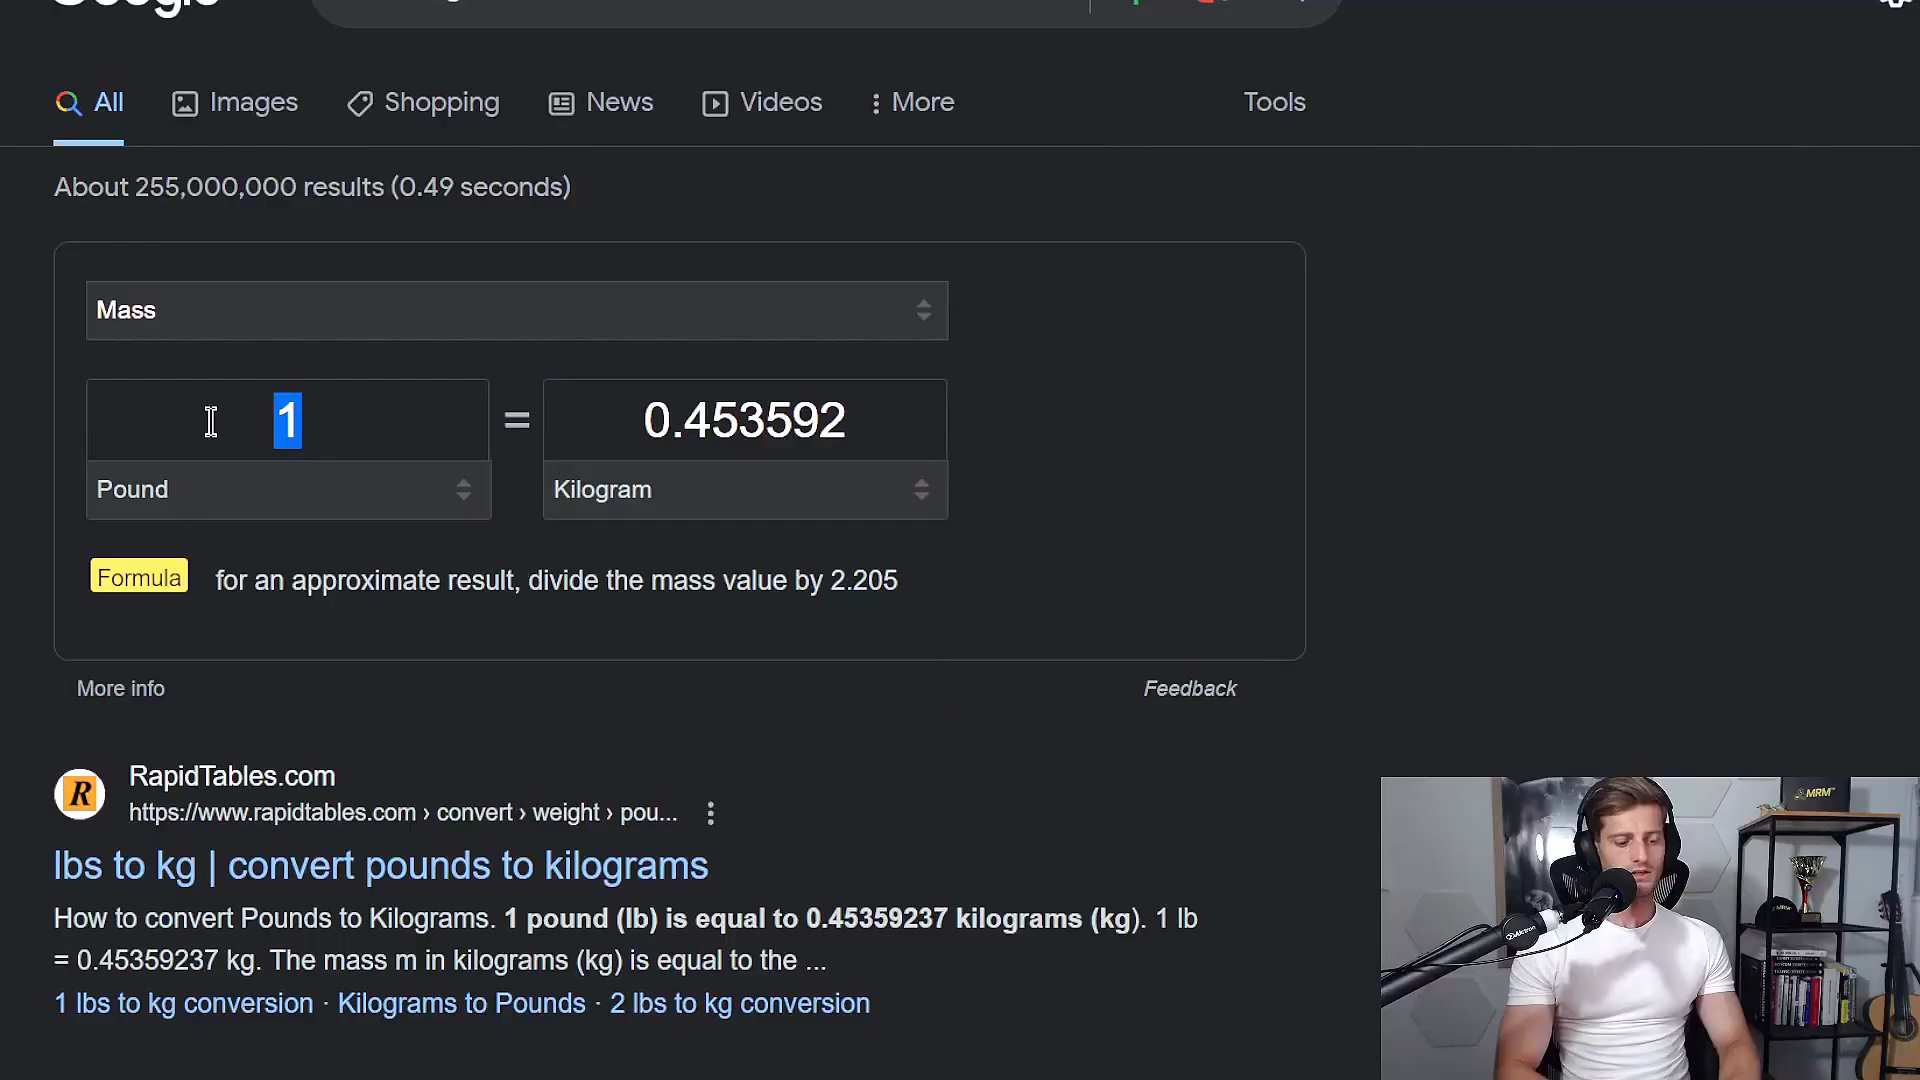 Google
All Images Shopping News Videos More Tools
About 255,000,000 results (0.49 seconds)
Mass
1 = 0.453592
Pound Kilogram
Formula for an approximate result, divide the mass value by 2.205
More info Feedback
R RapidTables.com
https://www.rapidtables.com › convert › weight › pou...
lbs to kg | convert pounds to kilograms
How to convert Pounds to Kilograms. 1 pound (lb) is equal to 0.45359237 kilograms (kg). 1 lb
= 0.45359237 kg. The mass m in kilograms (kg) is equal to the ...
1 lbs to kg conversion · Kilograms to Pounds · 2 lbs to kg conversion
MRM™
MRM